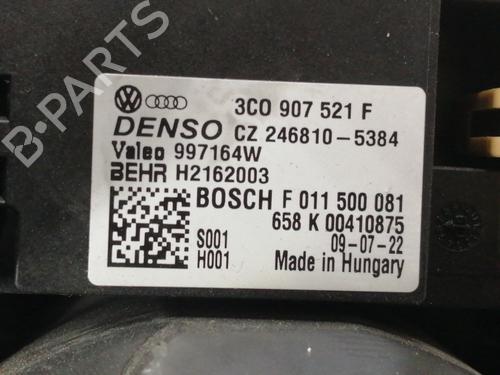 3C0 907 521 F
DENSO CZ 246810-5384
Valeo 997164W
BEHR H2162003
BOSCH F 011 500 081
658 K 00410875
S001 09-07-22
H001 Made in Hungary